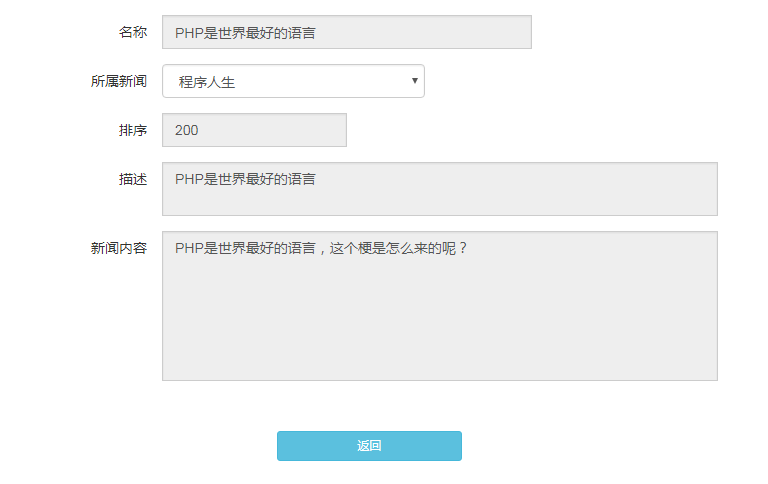 名称 PHP是世界最好的语言
所属新闻 程序人生
排序 200
描述 PHP是世界最好的语言
新闻内容 PHP是世界最好的语言，这个梗是怎么来的呢？
返回